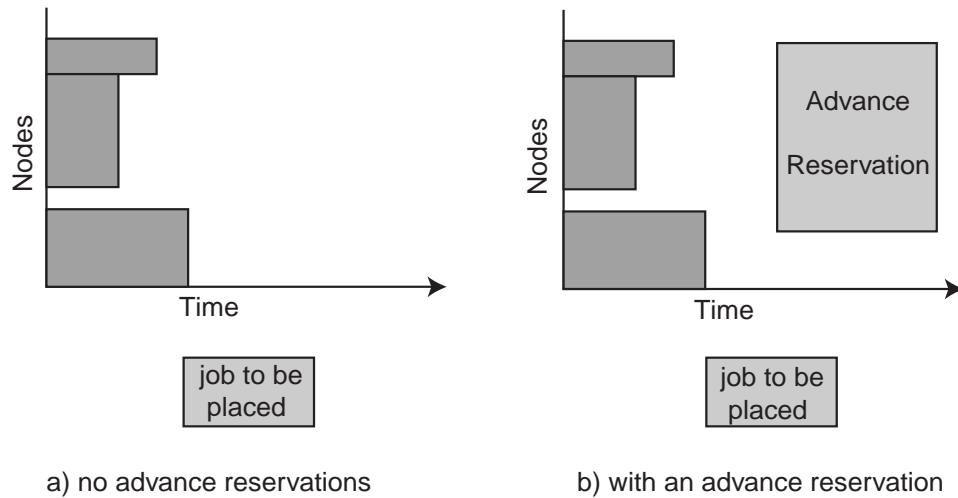 Nodes
Time
job to be
placed
a) no advance reservations
Nodes
Advance
Reservation
Time
job to be
placed
b) with an advance reservation